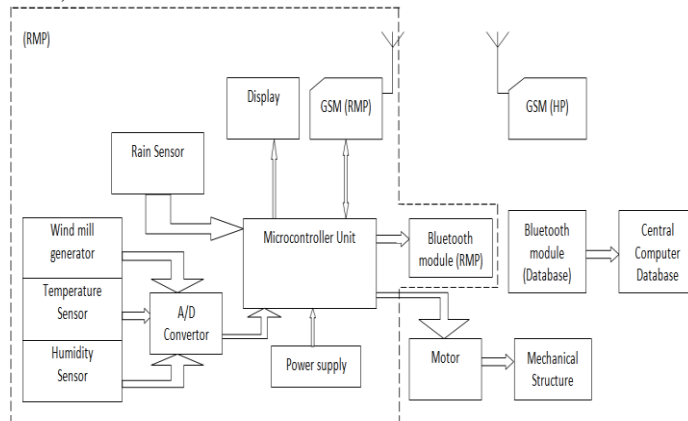 (RMP)
Display
GSM (RMP)
GSM (HP)
Rain Sensor
Wind mill
generator
Temperature
Sensor
Humidity
Sensor
A/D
Convertor
Microcontroller Unit
Power supply
Bluetooth
module (RMP)
Bluetooth
module
(Database)
Central
Computer
Database
Motor
Mechanical
Structure